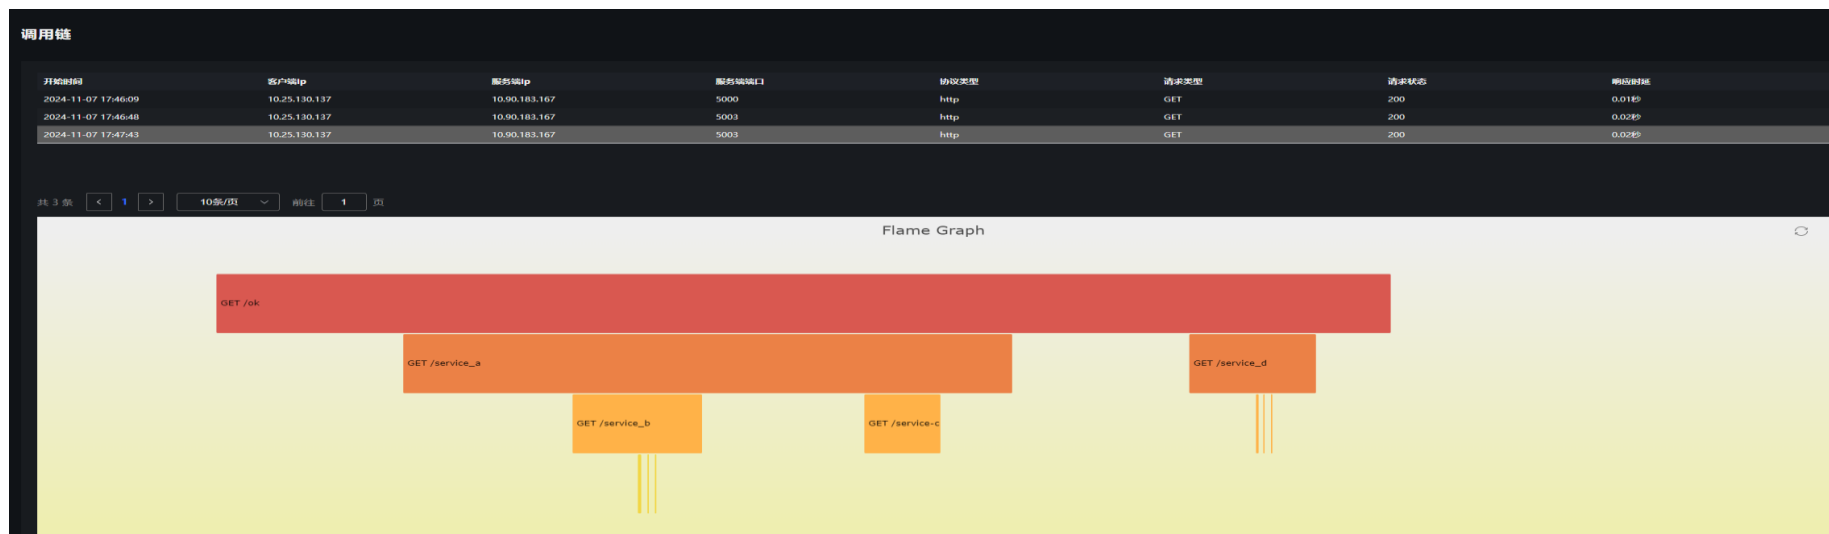 调用链
开始时间 客户端Ip 服务端Ip 服务端端口 协议类型 请求类型 请求状态 响应时延
2024-11-07 17:46:09 10.25.130.137 10.90.183.167 5000 http GET 200 0.01秒
2024-11-07 17:46:48 10.25.130.137 10.90.183.167 5003 http GET 200 0.02秒
2024-11-07 17:47:43 10.25.130.137 10.90.183.167 5003 http GET 200 0.02秒
共 3 条 < 1 > 10条/页 前往 1 页
Flame Graph
GET /ok
GET /service_a GET /service_d
GET /service_b GET /service-c